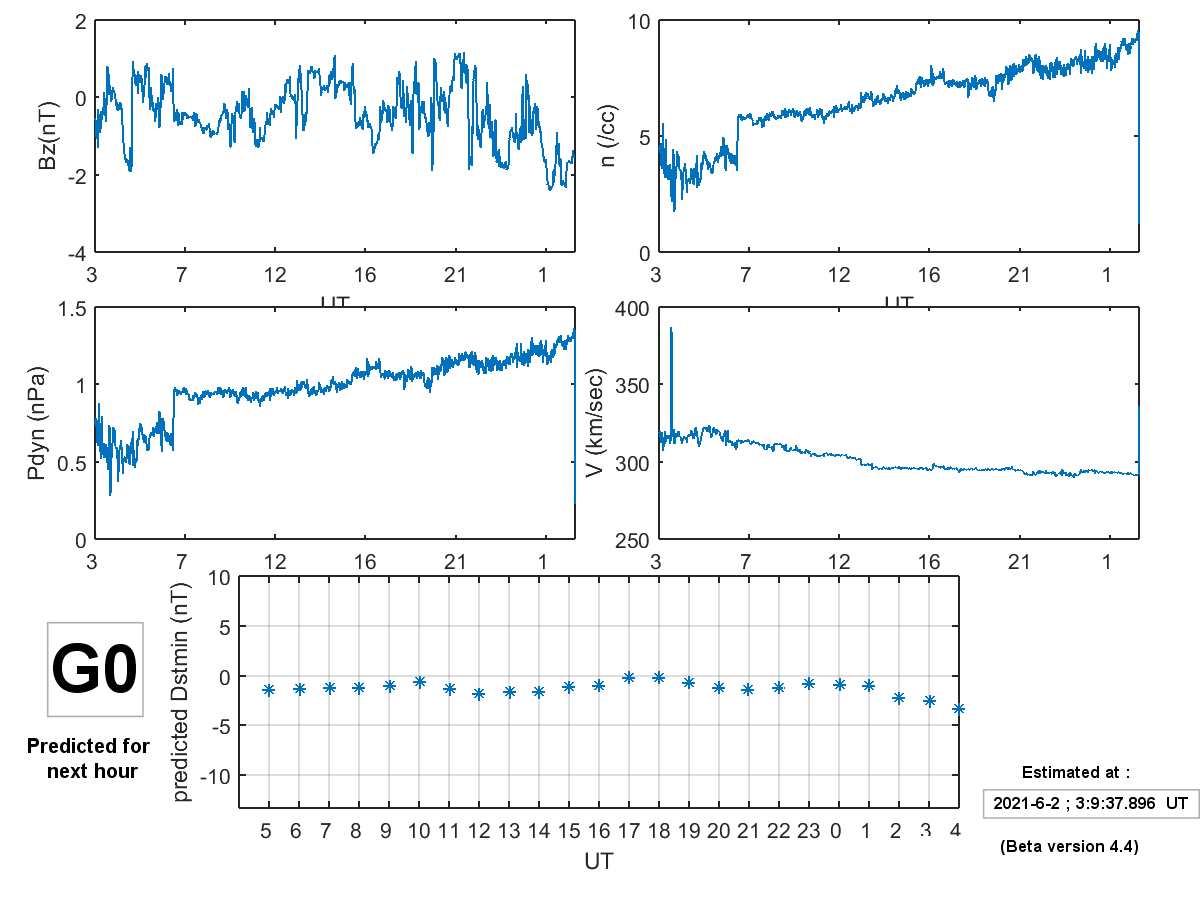 2
0
-2
-4
Bz(nT)
3 7 12 16 21 1
UT
10
5
0
n (/cc)
3 7 12 16 21 1
UT
1.5
1
0.5
0
Pdyn (nPa)
3 7 12 16 21 1
400
350
300
250
V (km/sec)
3 7 12 16 21 1
10
5
0
-5
-10
predicted Dstmin (nT)
5 6 7 8 9 10 11 12 13 14 15 16 17 18 19 20 21 22 23 0 1 2 3 4
UT
G0
Predicted for
next hour
Estimated at :
2021-6-2 ; 3:9:37.896 UT
(Beta version 4.4)